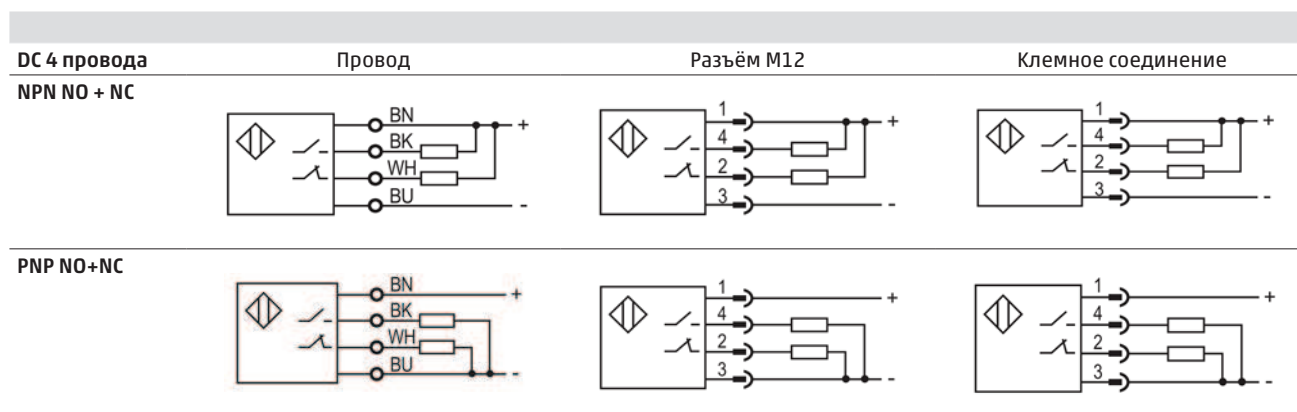 DC 4 провода Провод Разъём M12 Клемное соединение
NPN NO + NC
BN +
BK
WH
BU -
1 +
4
2
3 -
1 +
4
2
3 -
PNP NO+NC
BN +
BK
WH
BU -
1 +
4
2
3 -
1 +
4
2
3 -